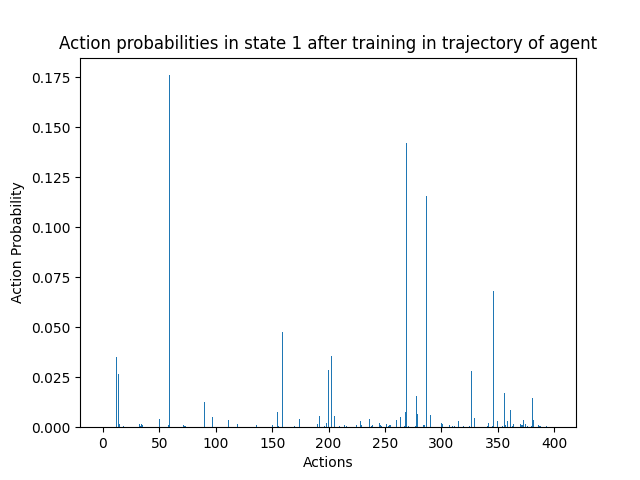 Action probabilities in state 1 after training in trajectory of agent
0.175
0.150
0.125
0.100
0.075
0.050
0.025
0.000
Action Probability
0 50 100 150 200 250 300 350 400
Actions